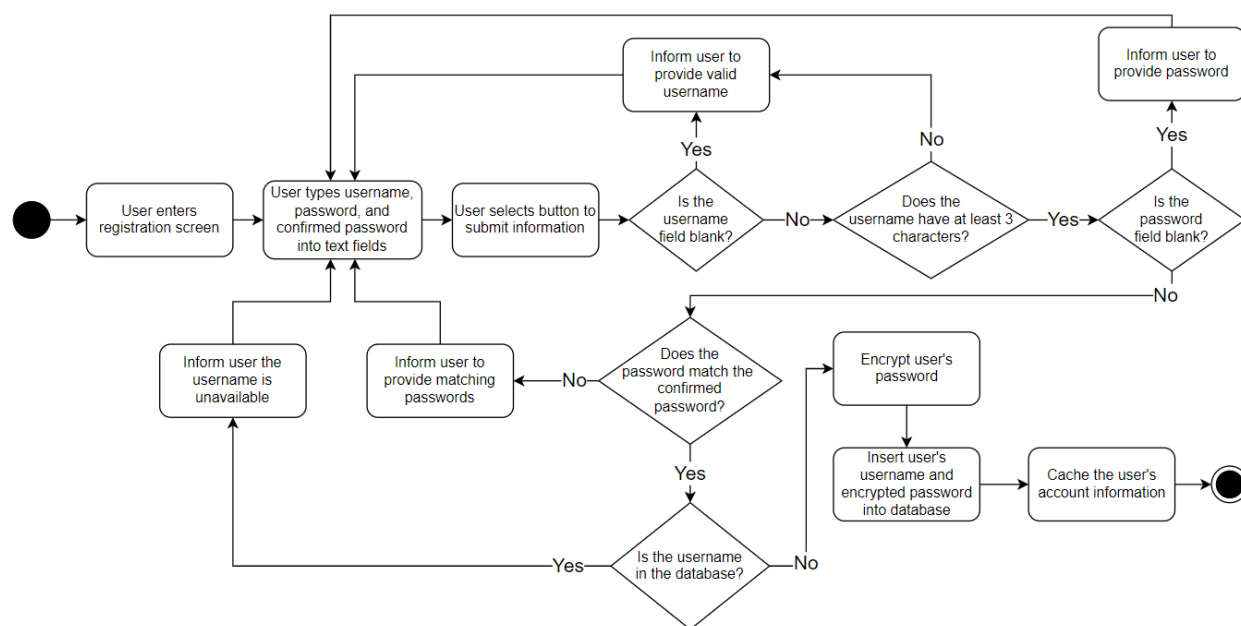 Inform user to
provide valid
username
Inform user to
provide password
Yes
No
Yes
User enters
registration screen
User types username,
password, and
confirmed password
into text fields
User selects button to
submit information
Is the
username
field blank?
No
Does the
username have at least 3
characters?
Yes
Is the
password
field blank?
No
Inform user the
username is
unavailable
Inform user to
provide matching
passwords
No
Does the
password match the
confirmed
password?
Encrypt user's
password
Yes
Insert user's
username and
encrypted password
into database
Cache the user's
account information
Yes
Is the username
in the database?
No